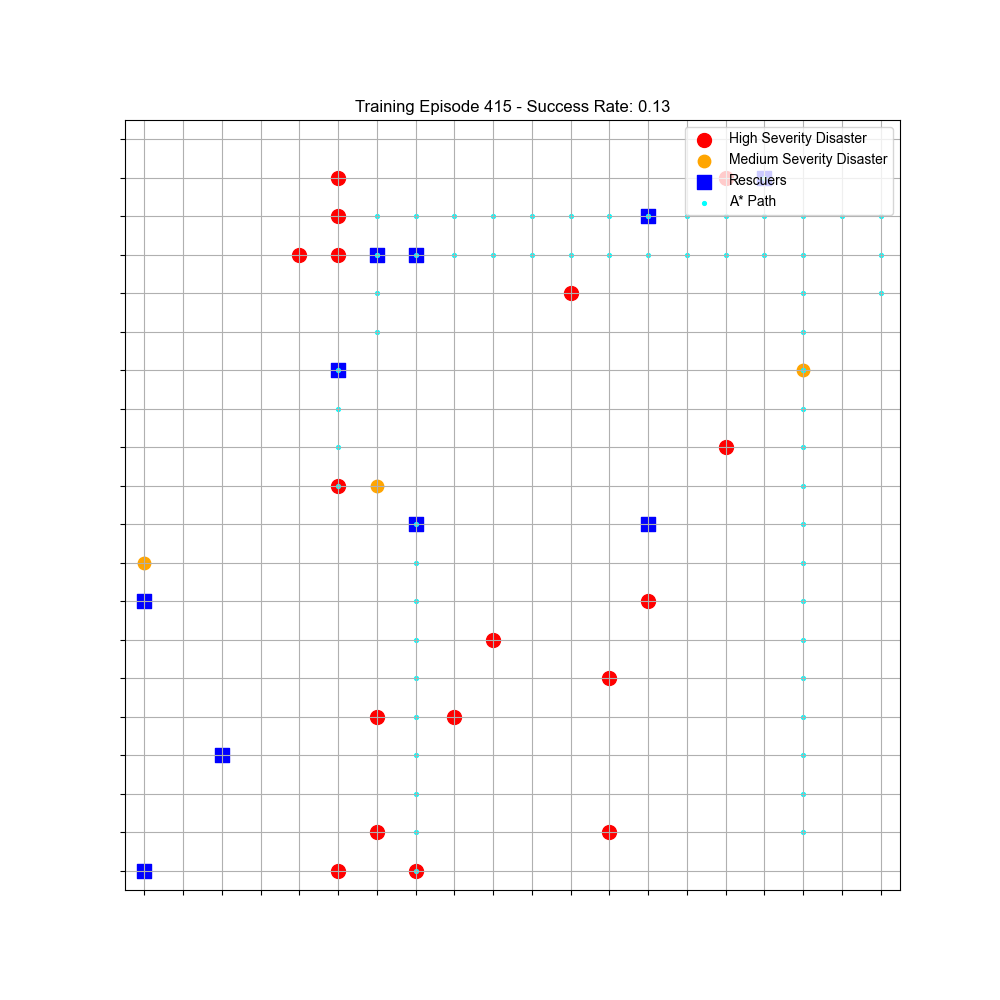 Training Episode 415 - Success Rate: 0.13
High Severity Disaster
Medium Severity Disaster
Rescuers
A* Path